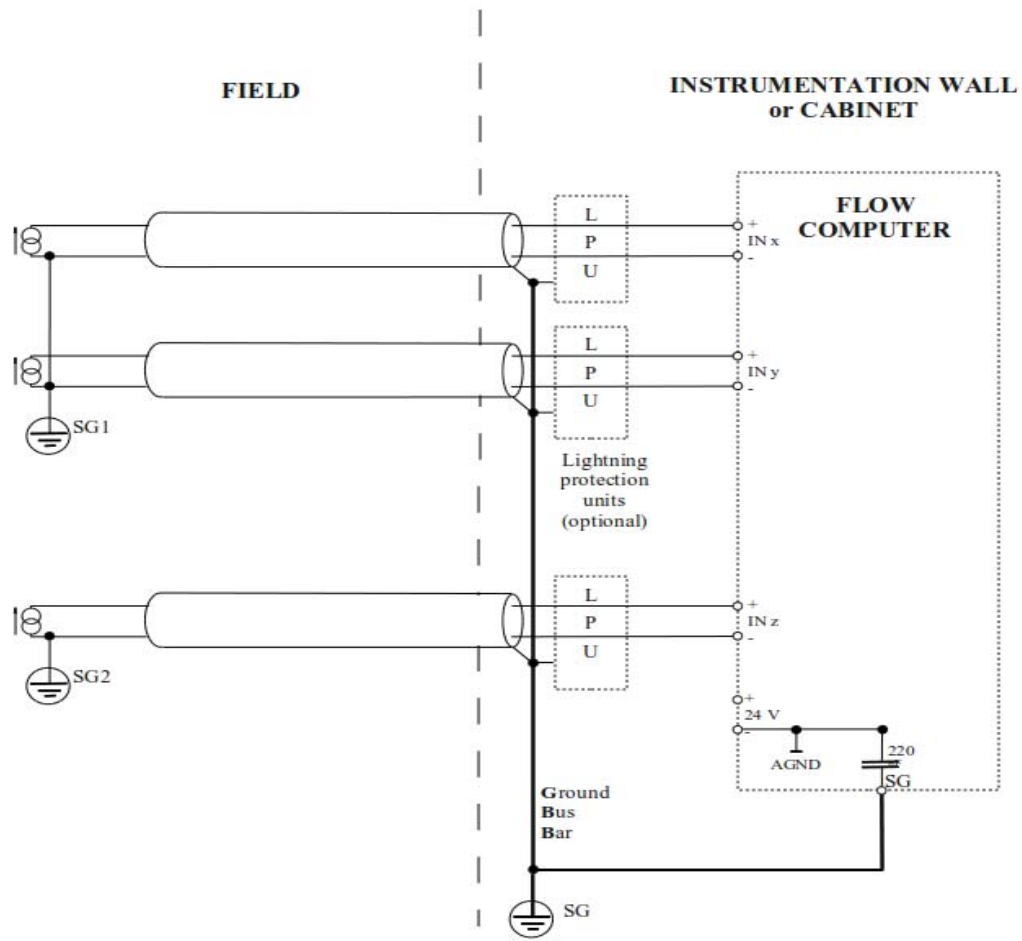 FIELD
INSTRUMENTATION WALL
or CABINET
FLOW
COMPUTER
L
P
U
+
IN x
-
L
P
U
+
IN y
-
SG1
Lightning
protection
units
(optional)
L
P
U
+
IN z
-
SG2
+
24 V
-
AGND
220
SG
Ground
Bus
Bar
SG